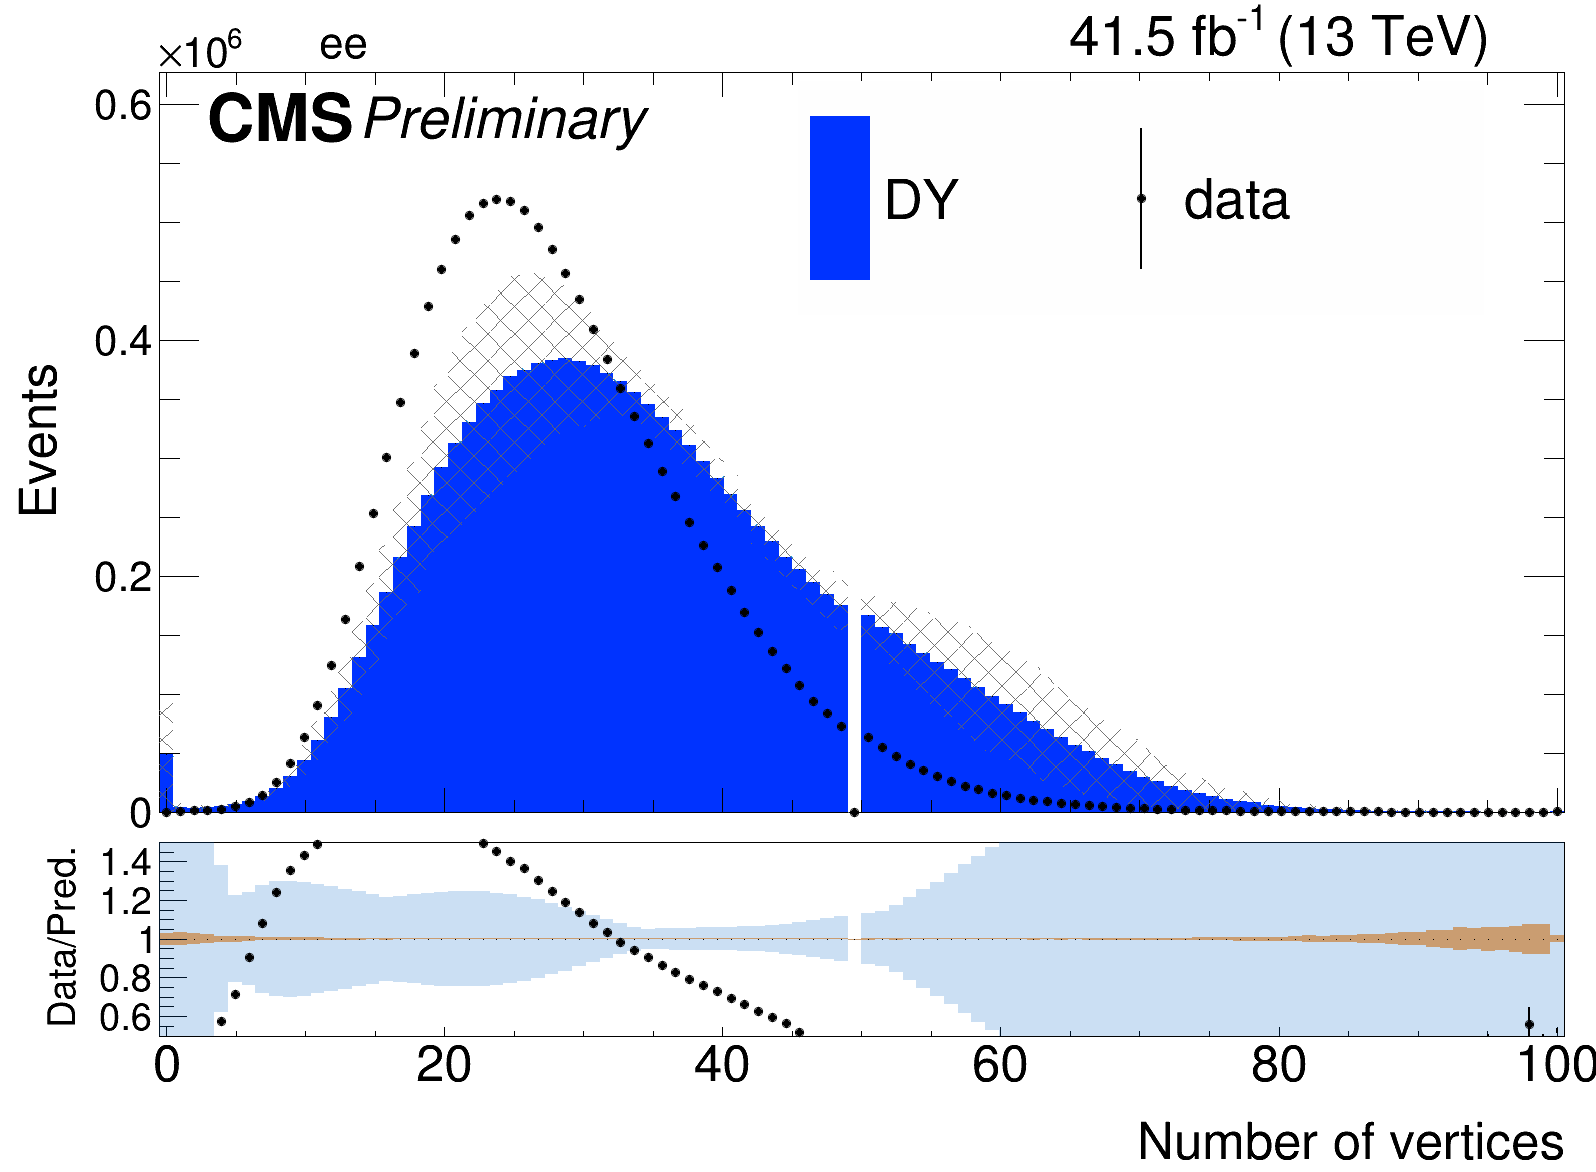 ×10⁶ ee 41.5 fb⁻¹ (13 TeV)
CMS Preliminary
DY data
Events
0.6
0.4
0.2
0
Data/Pred.
1.4
1.2
1
0.8
0.6
0 20 40 60 80 100
Number of vertices